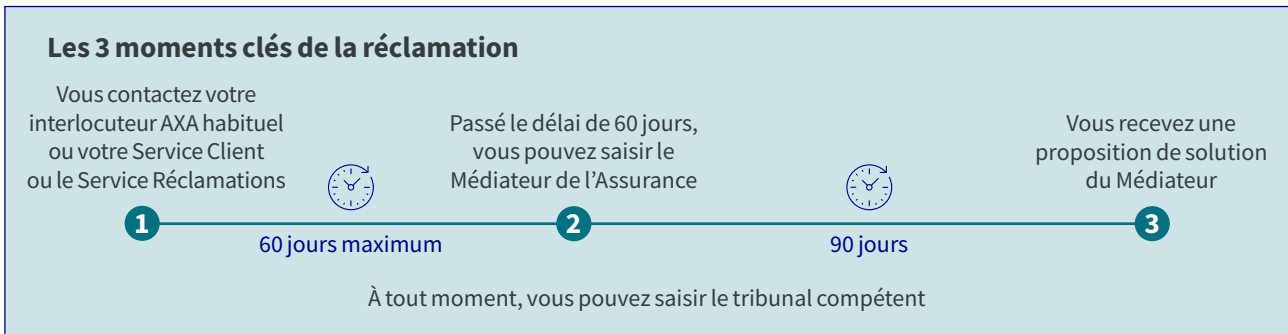 Les 3 moments clés de la réclamation
Vous contactez votre
interlocuteur AXA habituel
ou votre Service Client
ou le Service Réclamations
Passé le délai de 60 jours,
vous pouvez saisir le
Médiateur de l’Assurance
Vous recevez une
proposition de solution
du Médiateur
1
60 jours maximum
2
90 jours
3
À tout moment, vous pouvez saisir le tribunal compétent